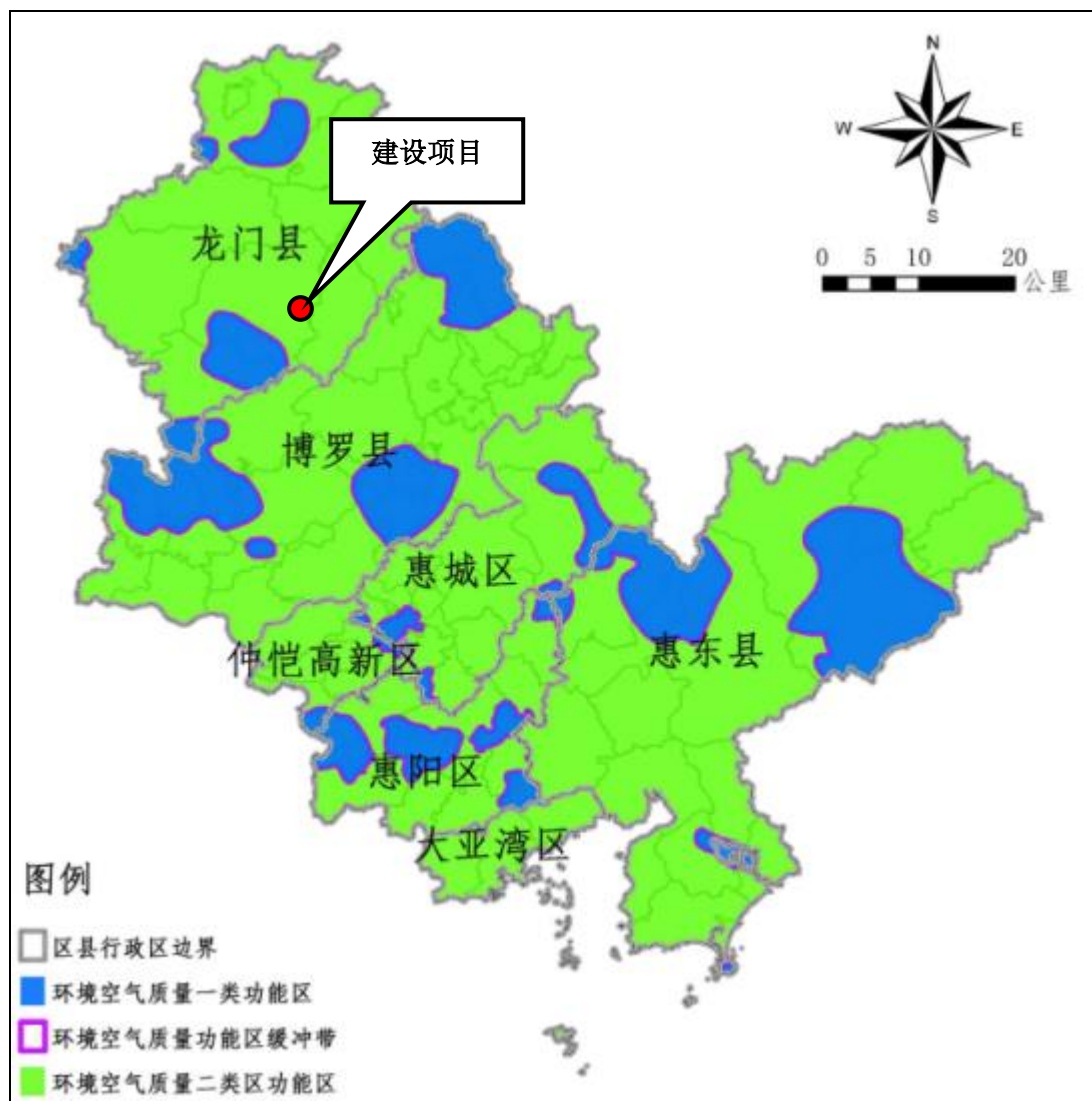 N
建设项目
W
E
S
龙门县
0 5 10 20
公里
博罗县
惠城区
仲恺高新区
惠东县
惠阳区
大亚湾区
图例
区县行政区边界
环境空气质量一类功能区
环境空气质量功能区缓冲带
环境空气质量二类区功能区